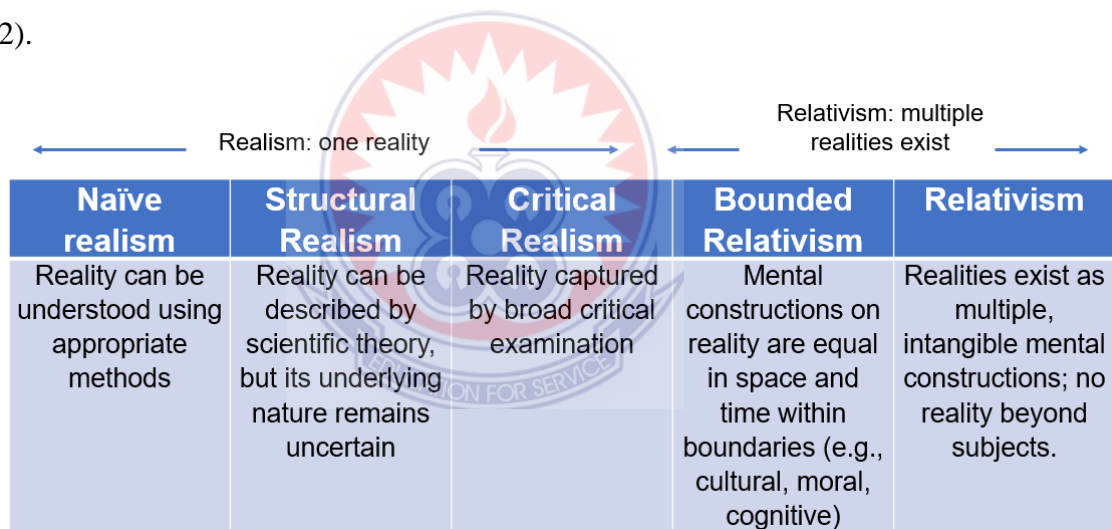 2).
Realism: one reality
Relativism: multiple
realities exist
Naïve
realism
Structural
Realism
Critical
Realism
Bounded
Relativism
Relativism
Reality can be
understood using
appropriate
methods
Reality can be
described by
scientific theory,
but its underlying
nature remains
uncertain
Reality captured
by broad critical
examination
Mental
constructions on
reality are equal
in space and
time within
boundaries (e.g.,
cultural, moral,
cognitive)
Realities exist as
multiple,
intangible mental
constructions; no
reality beyond
subjects.
EDUCATION FOR SERVICE